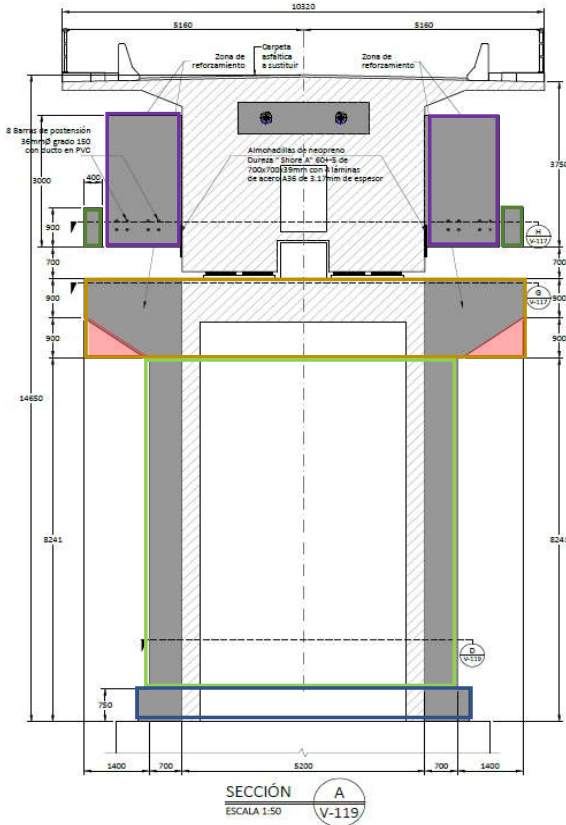 10320
5160
5160
Carpeta
asfáltica
a sustituir
Zona de
reforzamiento
Zona de
reforzamiento
8 Barras de postensión
36mmØ grado 150
con ducto en PVC
Almohadillas de neopreno
Dureza " Shore A" 60+-5 de
700x700x39mm con 4 láminas
de acero A36 de 3.17mm de espesor
3750
3000
400
900
H
V-117
700
700
G
V-117
900
900
900
900
14650
8241
8241
D
V-119
750
1400
700
5200
700
1400
SECCIÓN
A
ESCALA 1:50
V-119